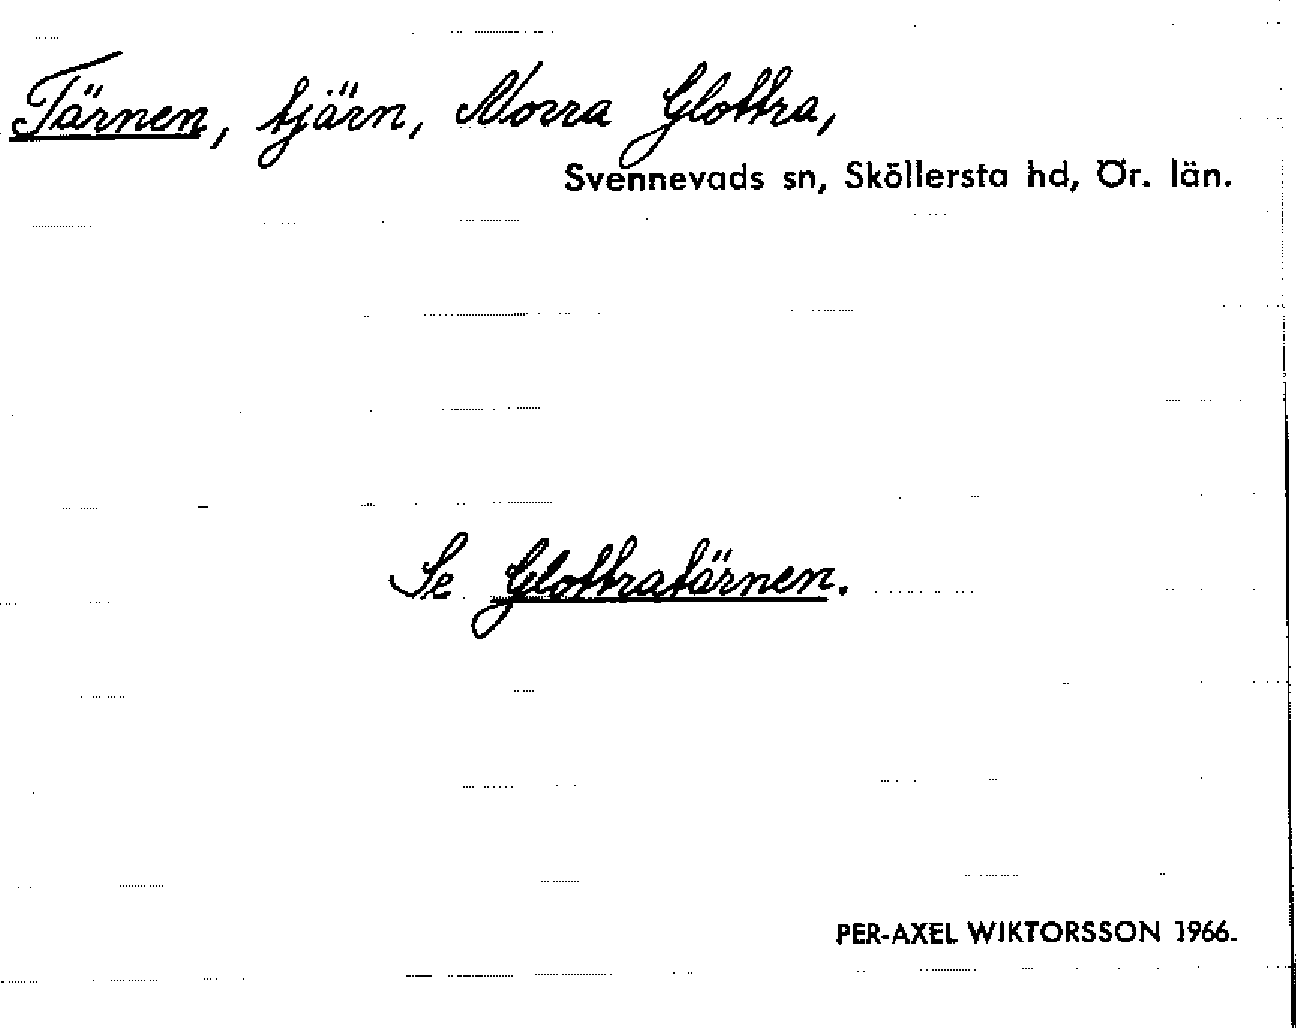 Tärnen, tjärn, Norra Glottra,
Svennevads sn, Sköllersta hd, Ör. län.
Se Glottratärnen.
PER-AXEL WIKTORSSON 1966.